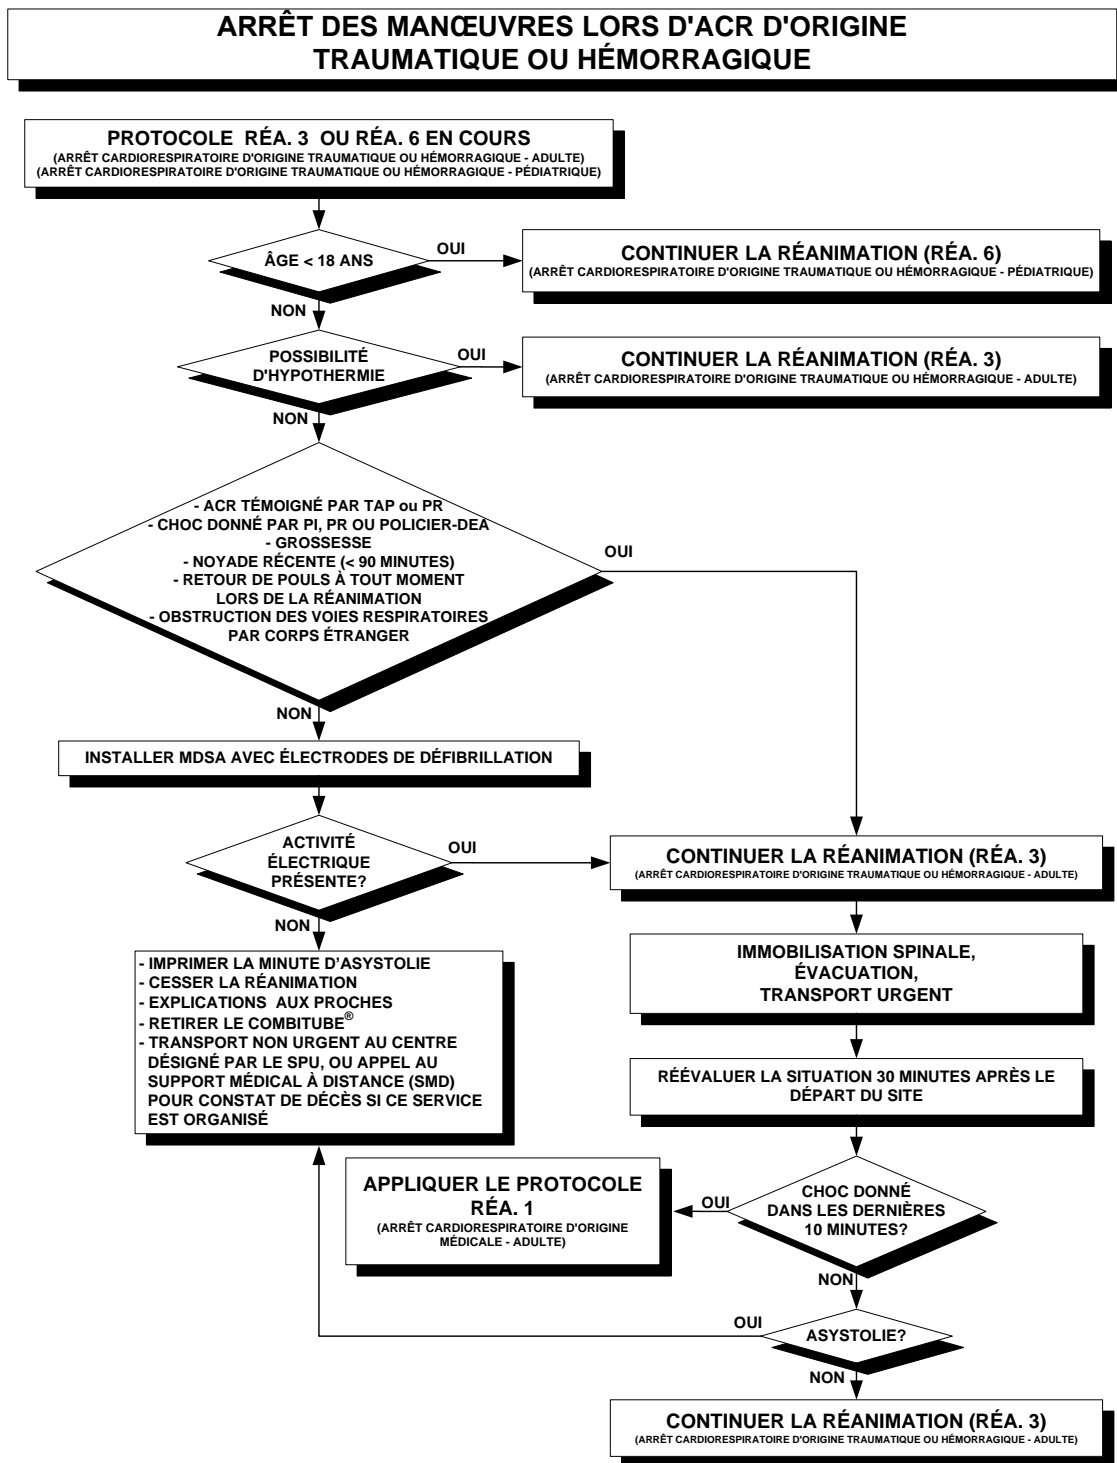 ARRÊT DES MANŒUVRES LORS D'ACR D'ORIGINE
TRAUMATIQUE OU HÉMORRAGIQUE
PROTOCOLE RÉA. 3 OU RÉA. 6 EN COURS
(ARRÊT CARDIORESPIRATOIRE D'ORIGINE TRAUMATIQUE OU HÉMORRAGIQUE - ADULTE)
(ARRÊT CARDIORESPIRATOIRE D'ORIGINE TRAUMATIQUE OU HÉMORRAGIQUE - PÉDIATRIQUE)
ÂGE < 18 ANS
OUI
CONTINUER LA RÉANIMATION (RÉA. 6)
(ARRÊT CARDIORESPIRATOIRE D'ORIGINE TRAUMATIQUE OU HÉMORRAGIQUE - PÉDIATRIQUE)
NON
POSSIBILITÉ
D'HYPOTHERMIE
OUI
CONTINUER LA RÉANIMATION (RÉA. 3)
(ARRÊT CARDIORESPIRATOIRE D'ORIGINE TRAUMATIQUE OU HÉMORRAGIQUE - ADULTE)
NON
- ACR TÉMOIGNÉ PAR TAP ou PR
- CHOC DONNÉ PAR PI, PR OU POLICIER-DEA
- GROSSESSE
- NOYADE RÉCENTE (< 90 MINUTES)
- RETOUR DE POULS À TOUT MOMENT
LORS DE LA RÉANIMATION
- OBSTRUCTION DES VOIES RESPIRATOIRES
PAR CORPS ÉTRANGER
OUI
NON
INSTALLER MDSA AVEC ÉLECTRODES DE DÉFIBRILLATION
ACTIVITÉ
ÉLECTRIQUE
PRÉSENTE?
OUI
CONTINUER LA RÉANIMATION (RÉA. 3)
(ARRÊT CARDIORESPIRATOIRE D'ORIGINE TRAUMATIQUE OU HÉMORRAGIQUE - ADULTE)
NON
- IMPRIMER LA MINUTE D'ASYSTOLIE
- CESSER LA RÉANIMATION
- EXPLICATIONS AUX PROCHES
- RETIRER LE COMBITUBE®
- TRANSPORT NON URGENT AU CENTRE
DÉSIGNÉ PAR LE SPU, OU APPEL AU
SUPPORT MÉDICAL À DISTANCE (SMD)
POUR CONSTAT DE DÉCÈS SI CE SERVICE
EST ORGANISÉ
IMMOBILISATION SPINALE,
ÉVACUATION,
TRANSPORT URGENT
RÉÉVALUER LA SITUATION 30 MINUTES APRÈS LE
DÉPART DU SITE
CHOC DONNÉ
DANS LES DERNIÈRES
10 MINUTES?
OUI
APPLIQUER LE PROTOCOLE
RÉA. 1
(ARRÊT CARDIORESPIRATOIRE D'ORIGINE
MÉDICALE - ADULTE)
NON
ASYSTOLIE?
OUI
NON
CONTINUER LA RÉANIMATION (RÉA. 3)
(ARRÊT CARDIORESPIRATOIRE D'ORIGINE TRAUMATIQUE OU HÉMORRAGIQUE - ADULTE)